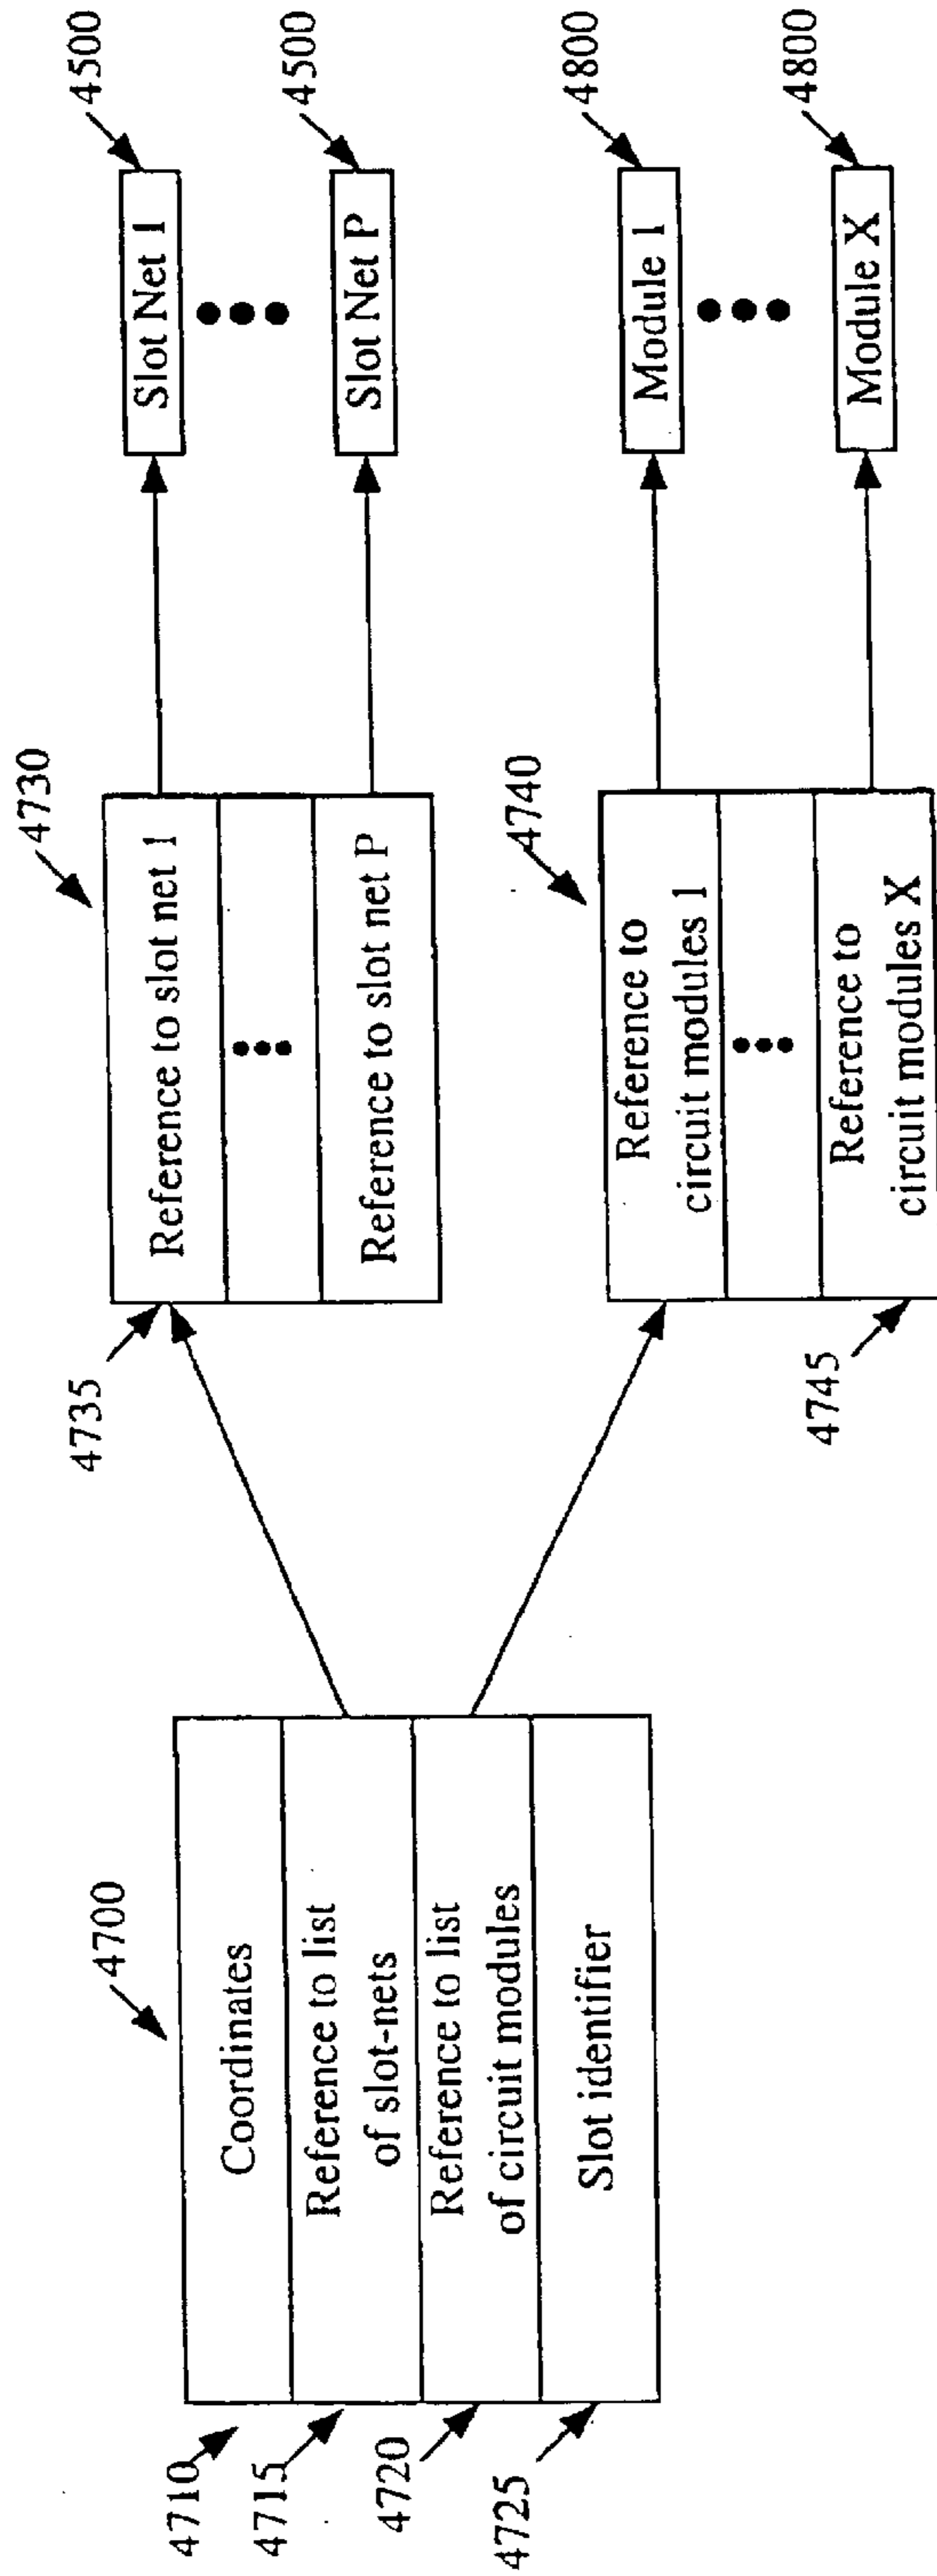 4700
4710
Coordinates
4715
Reference to list
of slot-nets
4720
Reference to list
of circuit modules
4725
Slot identifier
4730
4735
Reference to slot net 1
Reference to slot net P
4740
Reference to
circuit modules 1
4745
Reference to
circuit modules X
4500
Slot Net 1
4500
Slot Net P
4800
Module 1
4800
Module X